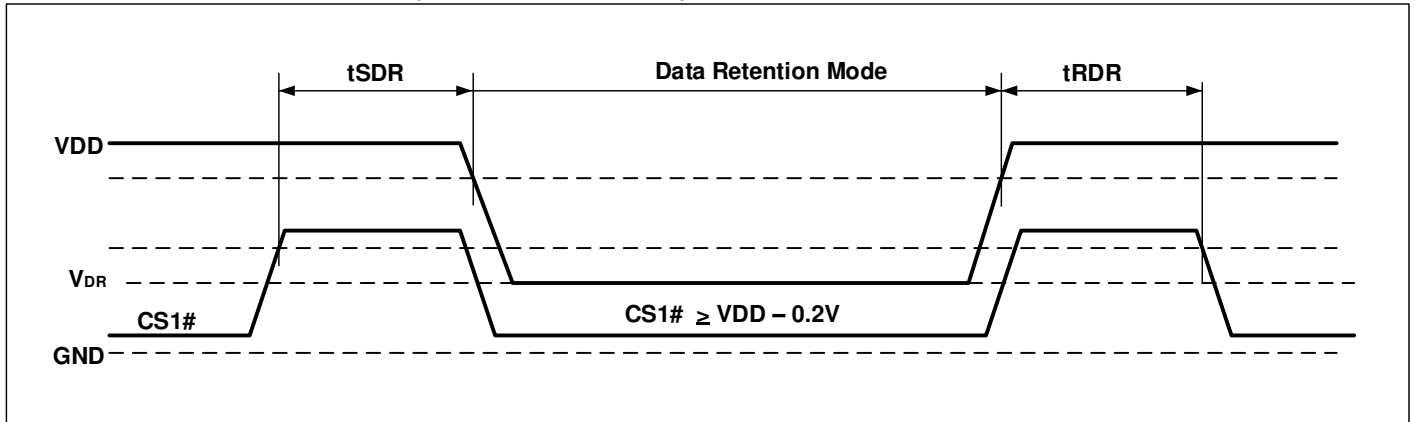 tSDR
Data Retention Mode
tRDR
VDD
VDR
CS1#
CS1# ≥ VDD – 0.2V
GND